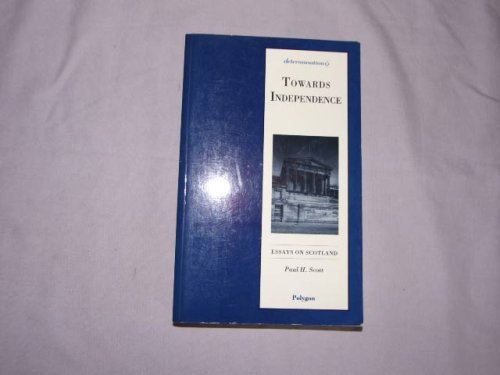 determinations
TOWARDS
INDEPENDENCE
ESSAYS ON SCOTLAND
Paul H. Scott
Polygon